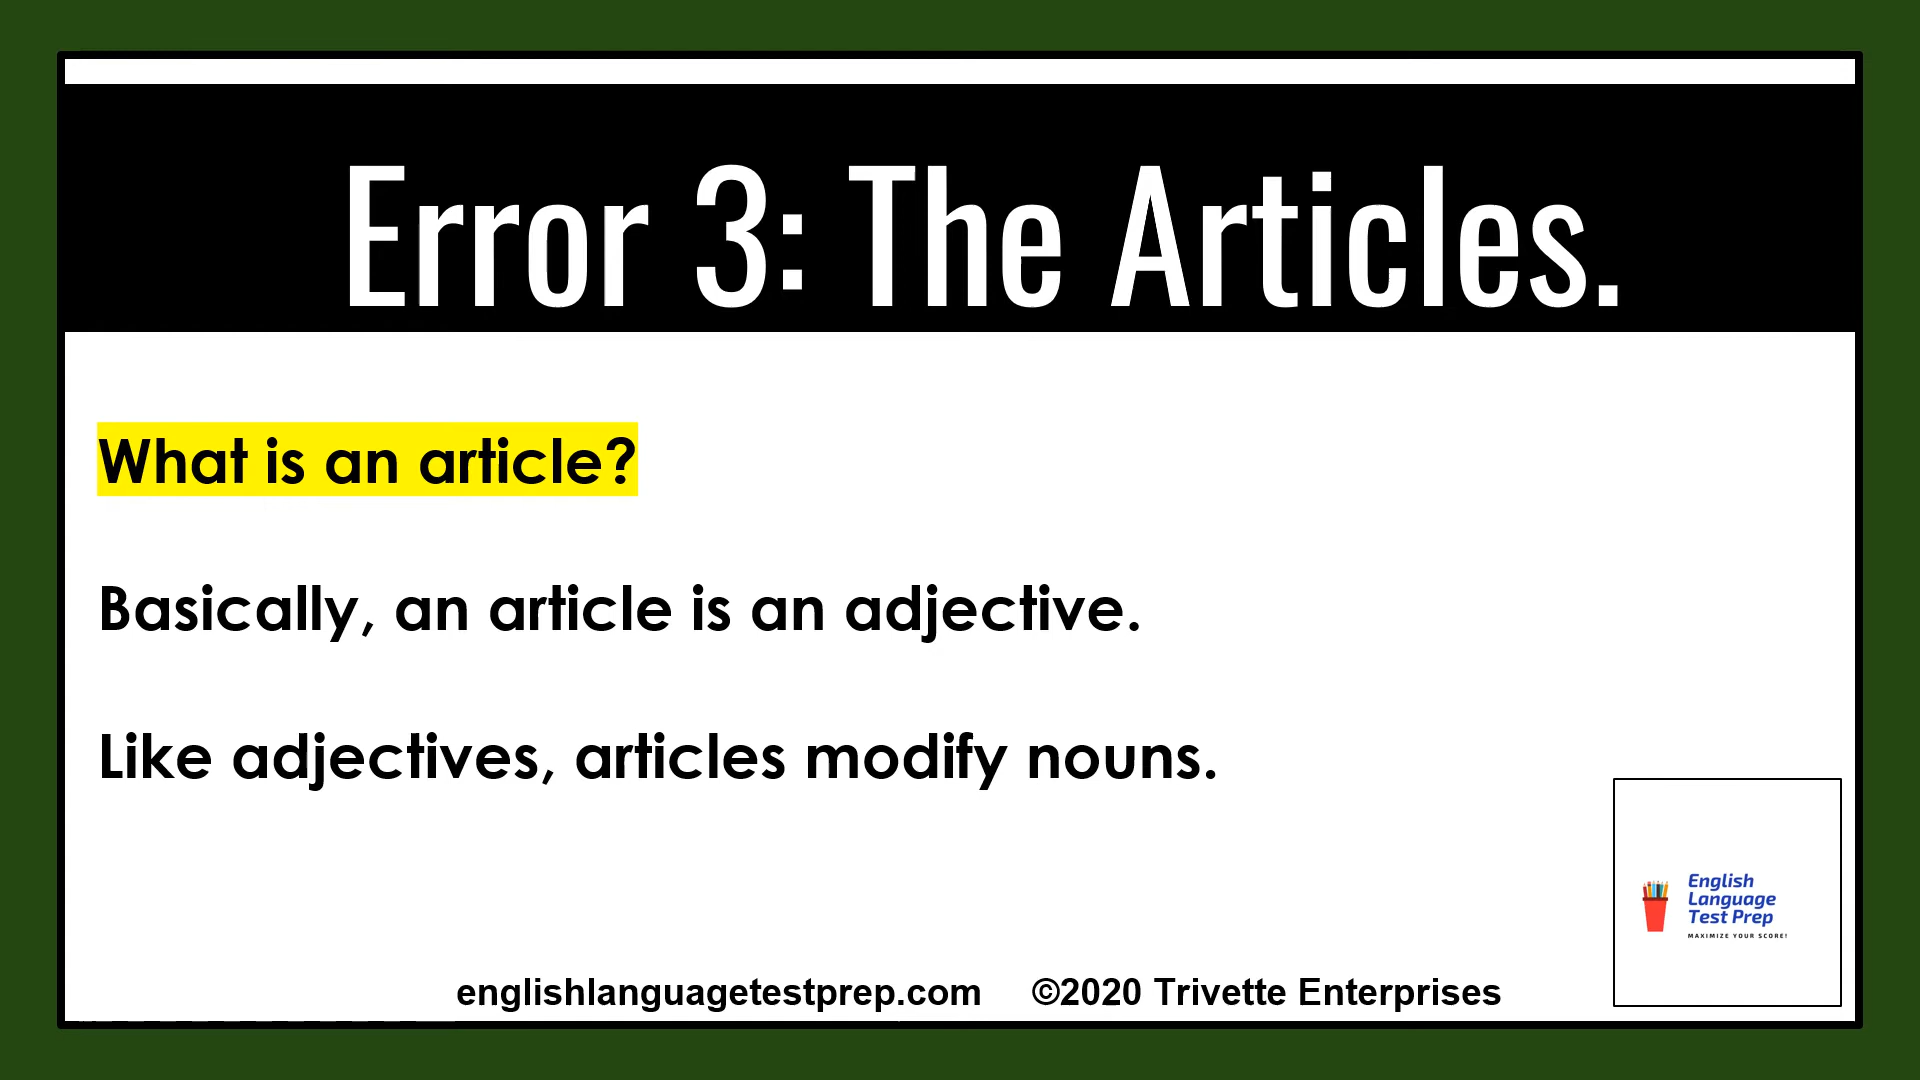 Error 3: The Articles.
What is an article?
Basically, an article is an adjective.
Like adjectives, articles modify nouns.
English
Language
Test Prep
MAXIMIZE YOUR SCORE!
englishlanguagetestprep.com ©2020 Trivette Enterprises